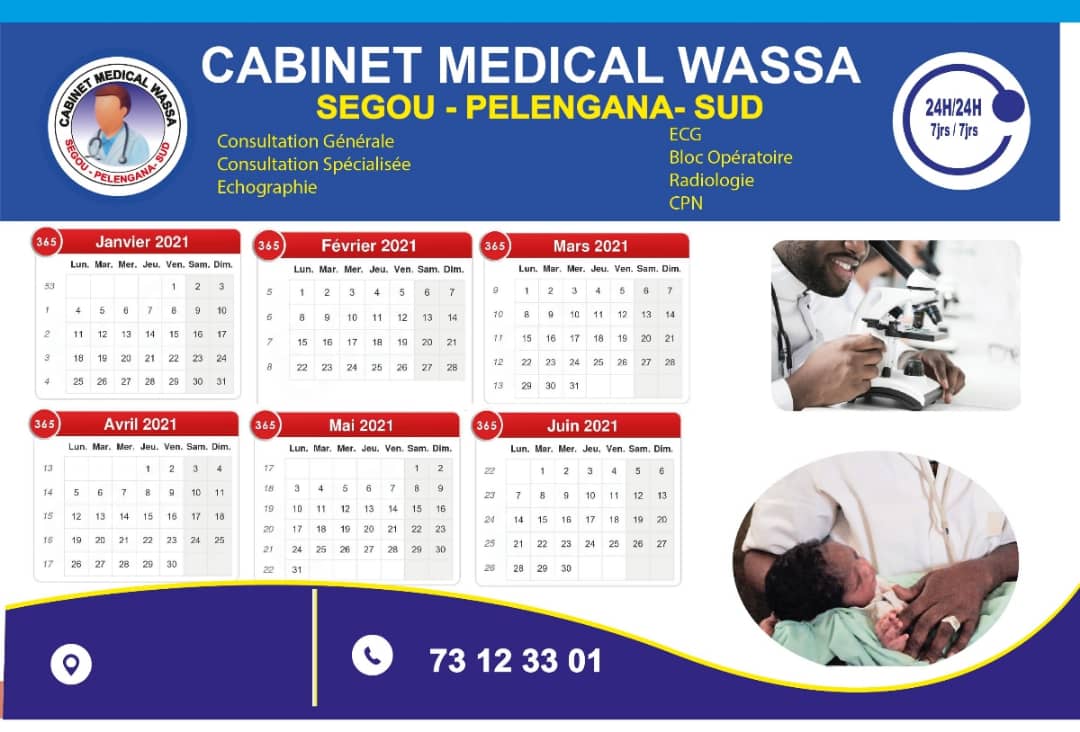 CABINET MEDICAL WASSA
SEGOU - PELENGANA- SUD
CABINET MEDICAL WASSA
SEGOU - PELENGANA- SUD
24H/24H
7jrs / 7jrs
Consultation Générale
Consultation Spécialisée
Echographie
ECG
Bloc Opératoire
Radiologie
CPN
365 Janvier 2021
Lun. Mar. Mer. Jeu. Ven. Sam. Dim.
53 1 2 3
1 4 5 6 7 8 9 10
2 11 12 13 14 15 16 17
3 18 19 20 21 22 23 24
4 25 26 27 28 29 30 31
365 Février 2021
Lun. Mar. Mer. Jeu. Ven. Sam. Dim.
5 1 2 3 4 5 6 7
6 8 9 10 11 12 13 14
7 15 16 17 18 19 20 21
8 22 23 24 25 26 27 28
365 Mars 2021
Lun. Mar. Mer. Jeu. Ven. Sam. Dim.
9 1 2 3 4 5 6 7
10 8 9 10 11 12 13 14
11 15 16 17 18 19 20 21
12 22 23 24 25 26 27 28
13 29 30 31
365 Avril 2021
Lun. Mar. Mer. Jeu. Ven. Sam. Dim.
13 1 2 3 4
14 5 6 7 8 9 10 11
15 12 13 14 15 16 17 18
16 19 20 21 22 23 24 25
17 26 27 28 29 30
365 Mai 2021
Lun. Mar. Mer. Jeu. Ven. Sam. Dim.
17 1 2
18 3 4 5 6 7 8 9
19 10 11 12 13 14 15 16
20 17 18 19 20 21 22 23
21 24 25 26 27 28 29 30
22 31
365 Juin 2021
Lun. Mar. Mer. Jeu. Ven. Sam. Dim.
22 1 2 3 4 5 6
23 7 8 9 10 11 12 13
24 14 15 16 17 18 19 20
25 21 22 23 24 25 26 27
26 28 29 30
73 12 33 01